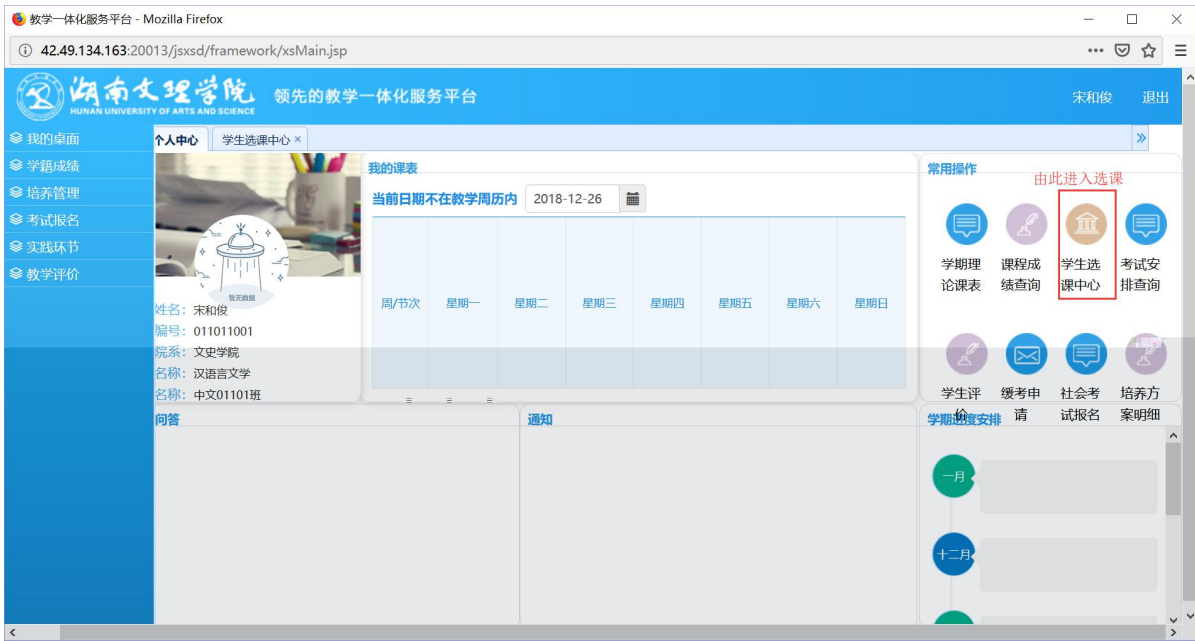 教学一体化服务平台 - Mozilla Firefox
42.49.134.163:20013/jsxsd/framework/xsMain.jsp
湖南文理学院
HUNAN UNIVERSITY OF ARTS AND SCIENCE
领先的教学一体化服务平台
宋和俊 退出
我的桌面
学籍成绩
培养管理
考试报名
实践环节
教学评价
个人中心 学生选课中心 ×
暂无数据
姓名：宋和俊
编号：011011001
院系：文史学院
名称：汉语言文学
名称：中文01101班
我的课表
当前日期不在教学周历内 2018-12-26
周/节次 星期一 星期二 星期三 星期四 星期五 星期六 星期日
常用操作
由此进入选课
学期理论课表
课程成绩查询
学生选课中心
考试安排查询
学生评价
缓考申请
社会考试报名
培养方案明细
问答
通知
学期进度安排
一月
十二月